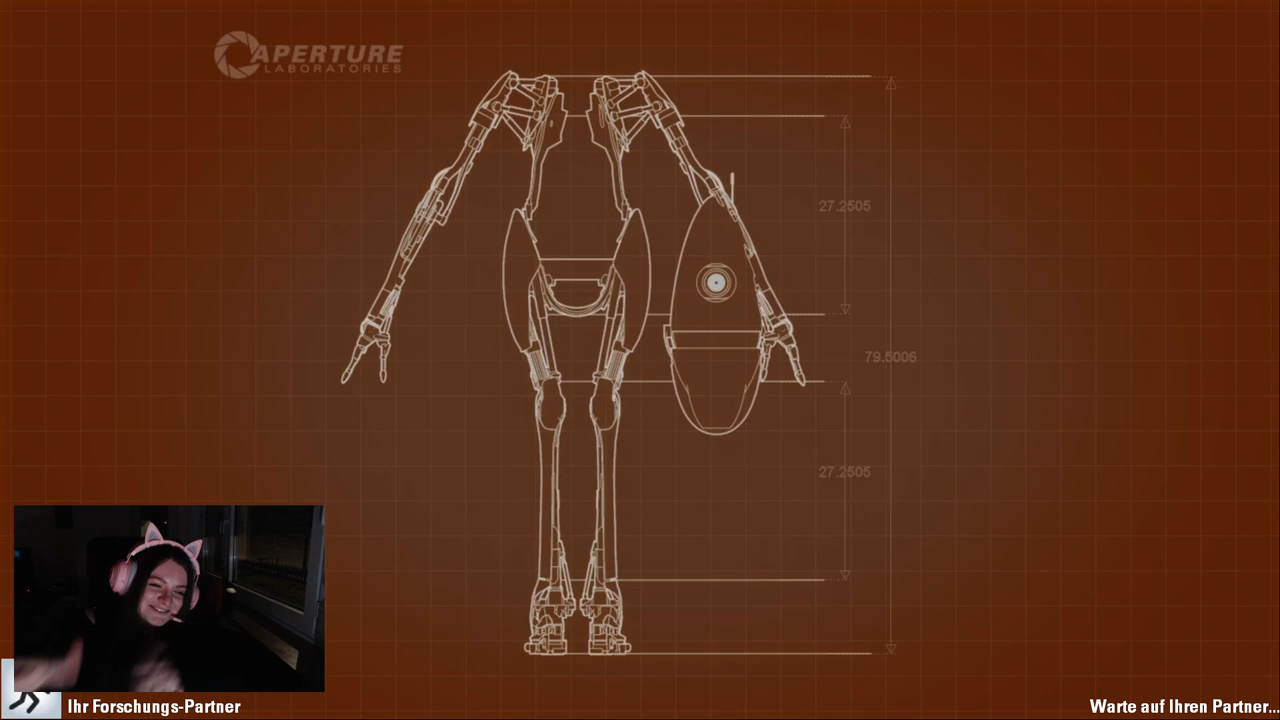 APERTURE
LABORATORIES
27.2505
79.5006
27.2505
Ihr Forschungs-Partner
Warte auf Ihren Partner...